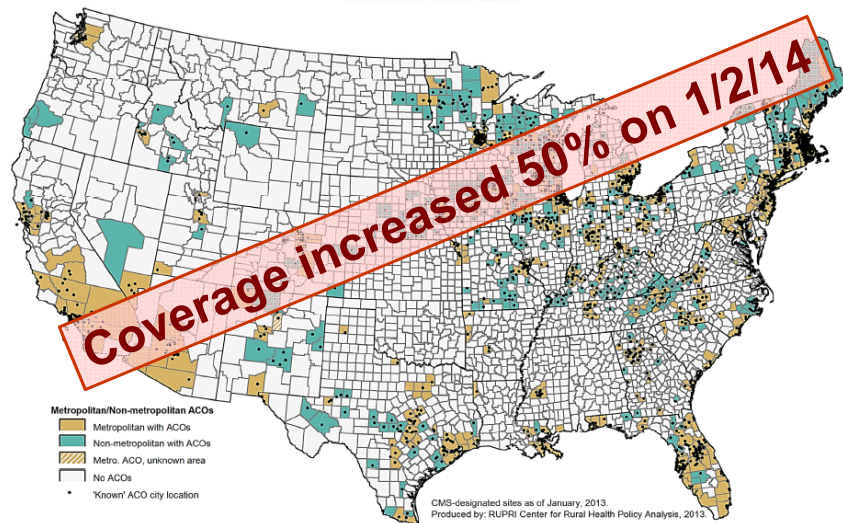 Coverage increased 50% on 1/2/14
Metropolitan/Non-metropolitan ACOs
Metropolitan with ACOs
Non-metropolitan with ACOs
Metro. ACO, unknown area
No ACOs
'Known' ACO city location
CMS-designated sites as of January, 2013.
Produced by: RUPRI Center for Rural Health Policy Analysis, 2013.